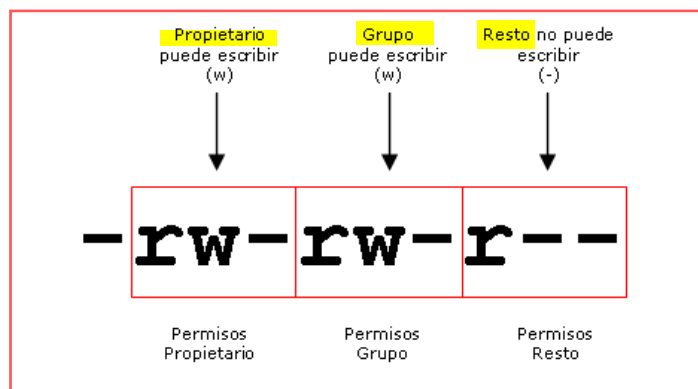 Propietario
puede escribir
(w)
Grupo
puede escribir
(w)
Resto no puede
escribir
(-)
-rw-rw-r--
Permisos
Propietario
Permisos
Grupo
Permisos
Resto